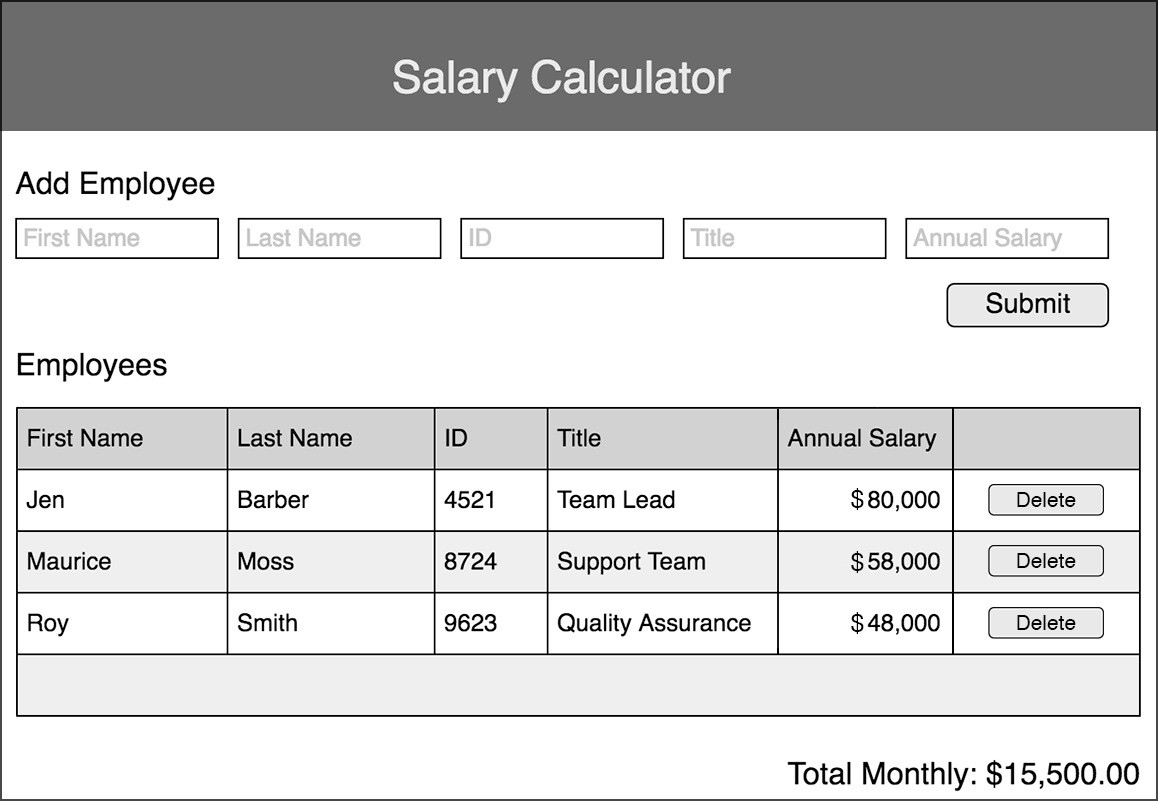 Salary Calculator
Add Employee
First Name Last Name ID Title Annual Salary
Submit
Employees
First Name Last Name ID Title Annual Salary
Jen Barber 4521 Team Lead $80,000 Delete
Maurice Moss 8724 Support Team $58,000 Delete
Roy Smith 9623 Quality Assurance $48,000 Delete
Total Monthly: $15,500.00